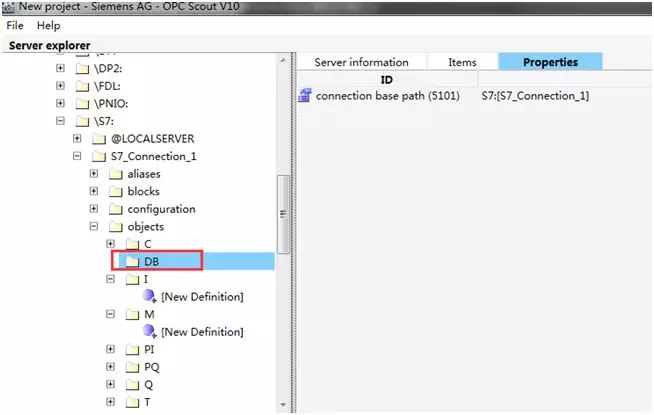 New project - Siemens AG - OPC Scout V10
File Help
Server explorer
\DP2:
\FDL:
\PNIO:
\S7:
@LOCALSERVER
S7_Connection_1
aliases
blocks
configuration
objects
C
DB
I
[New Definition]
M
[New Definition]
PI
PQ
Q
T
Server information Items Properties
ID
connection base path (5101) S7:[S7_Connection_1]